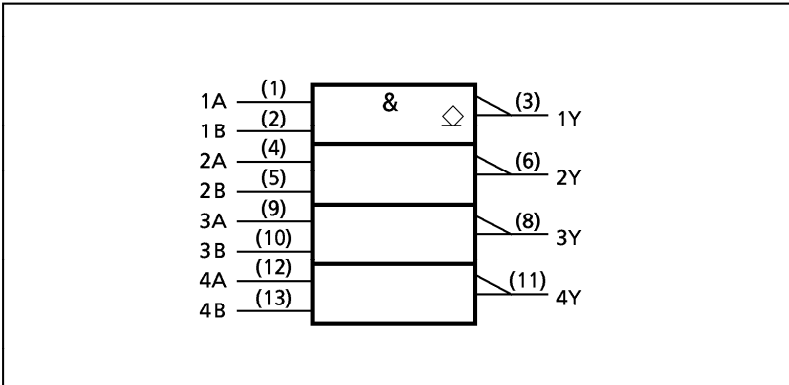 1A (1) & (3) 1Y
1B (2)
2A (4) (6) 2Y
2B (5)
3A (9) (8) 3Y
3B (10)
4A (12) (11) 4Y
4B (13)